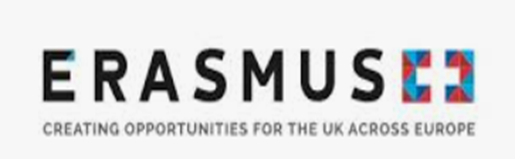 ERASMUS+
CREATING OPPORTUNITIES FOR THE UK ACROSS EUROPE